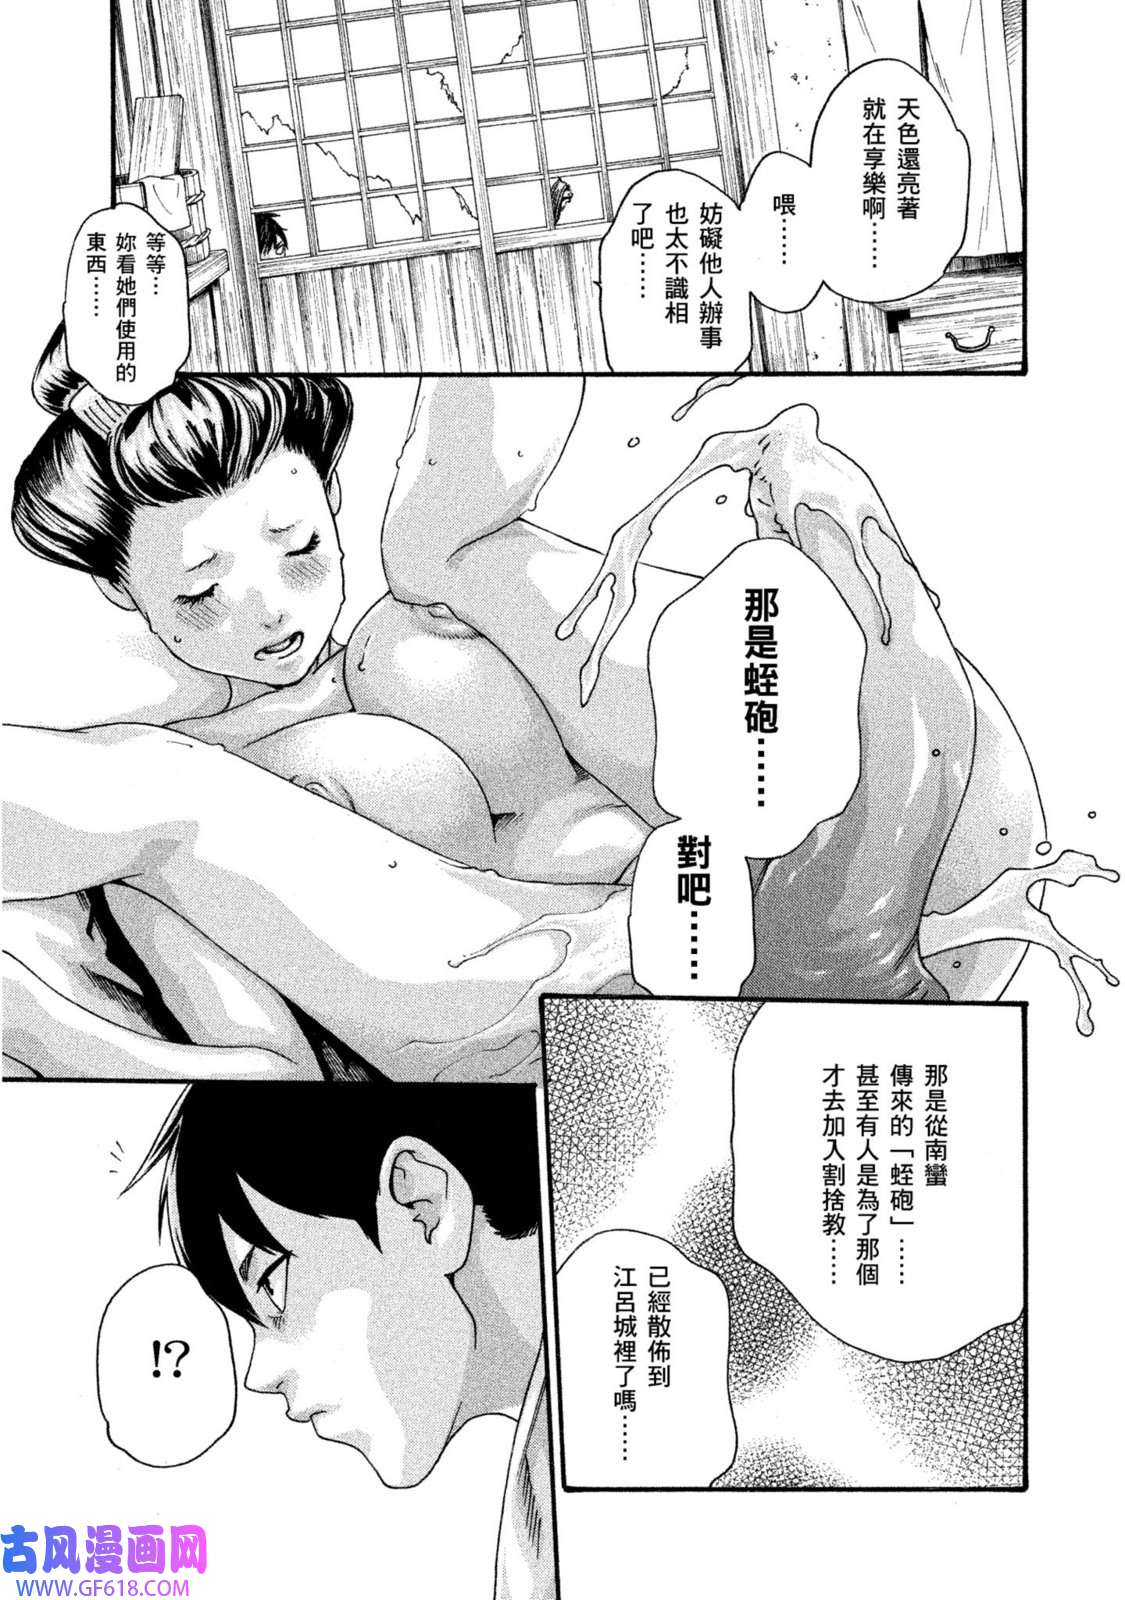 天色還亮著
就在享樂啊……
喂…
妨礙他人辦事
也太不識相
了吧……
等等…
妳看她們使用的
東西……
那是蛭砲……
對吧……
那是從南蠻
傳來的「蛭砲」……
甚至有人是為了那個
才去加入割捨教……
已經散佈到
江呂城裡了嗎……
!?
古风漫画网
WWW.GF618.COM